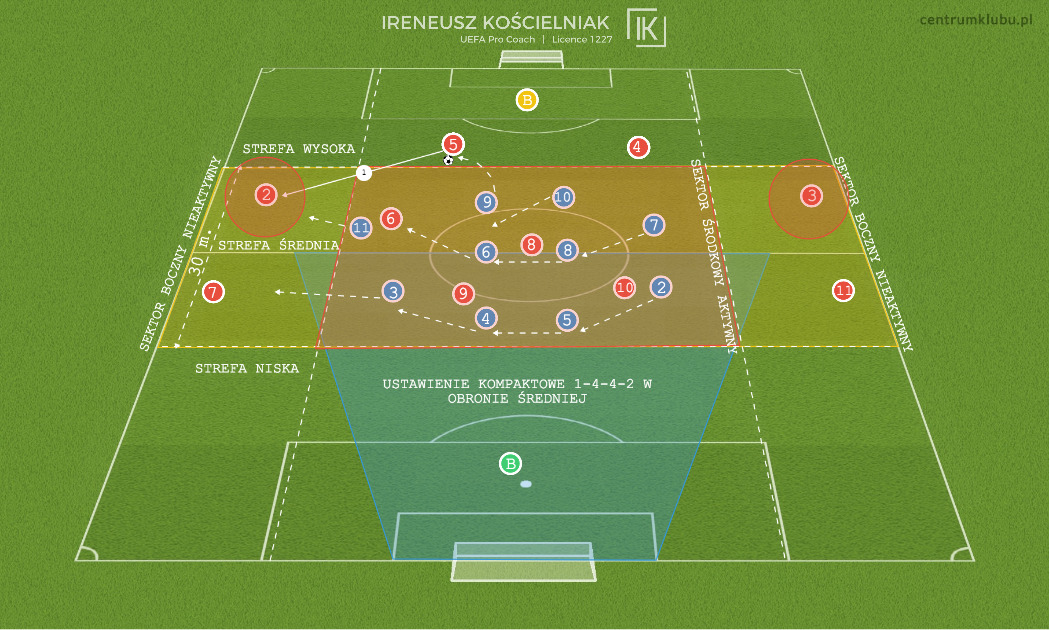 IRENEUSZ KOŚCIELNIAK
UEFA Pro Coach | Licence 1227
IK
centrumklubu.pl
B
5
4
STREFA WYSOKA
1
2
3
9
10
11
6
7
8
6
8
STREFA ŚREDNIA
30 m.
SEKTOR BOCZNY NIEAKTYWNY
SEKTOR ŚRODKOWY AKTYWNY
SEKTOR BOCZNY NIEAKTYWNY
7
3
9
10
2
11
4
5
STREFA NISKA
USTAWIENIE KOMPAKTOWE 1-4-4-2 W
OBRONIE ŚREDNIEJ
B